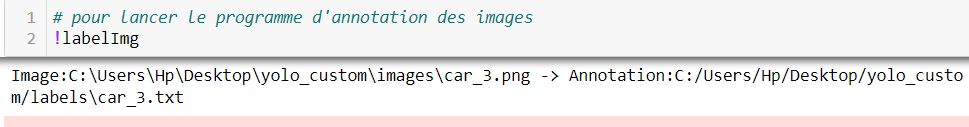 1 # pour lancer le programme d'annotation des images
2 !labelImg
Image:C:\Users\Hp\Desktop\yolo_custom\images\car_3.png -> Annotation:C:/Users/Hp/Desktop/yolo_custo
m/labels\car_3.txt